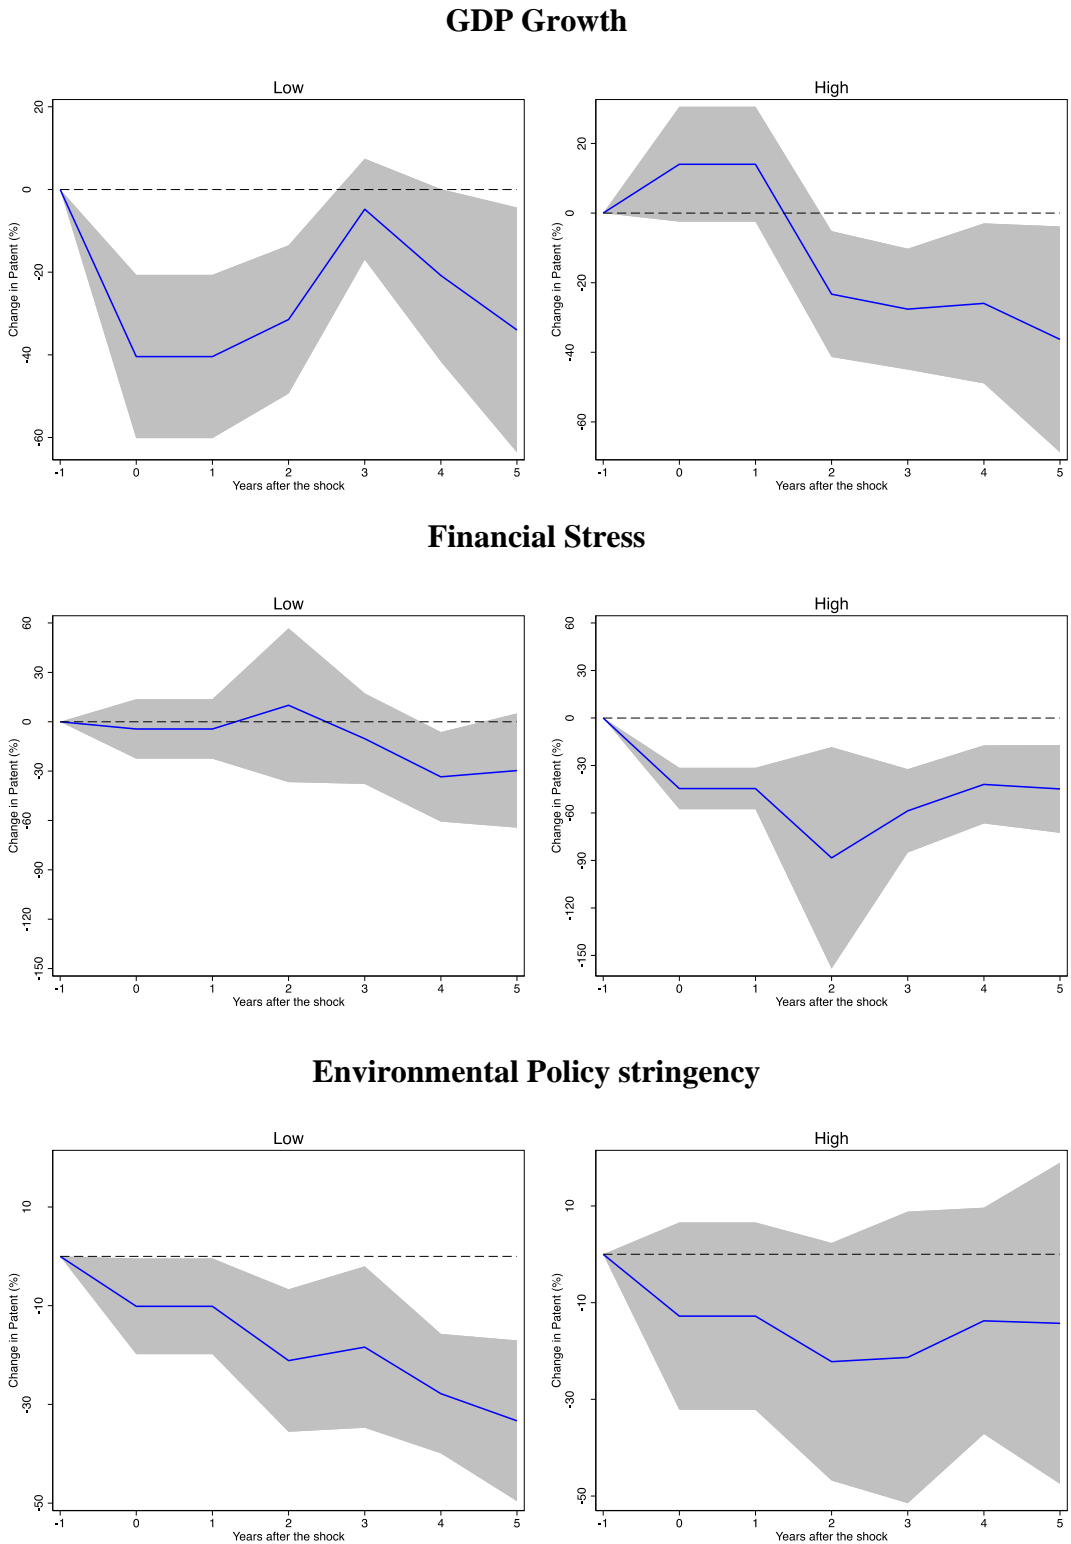 GDP Growth
Low
High
Change in Patent (%)
20
0
-20
-40
-60
-1 0 1 2 3 4 5
Years after the shock
Change in Patent (%)
20
0
-20
-40
-60
-1 0 1 2 3 4 5
Years after the shock
Financial Stress
Low
High
Change in Patent (%)
60
30
0
-30
-60
-90
-120
-150
-1 0 1 2 3 4 5
Years after the shock
Change in Patent (%)
60
30
0
-30
-60
-90
-120
-150
-1 0 1 2 3 4 5
Years after the shock
Environmental Policy stringency
Low
High
Change in Patent (%)
10
-10
-30
-50
-1 0 1 2 3 4 5
Years after the shock
Change in Patent (%)
10
-10
-30
-50
-1 0 1 2 3 4 5
Years after the shock